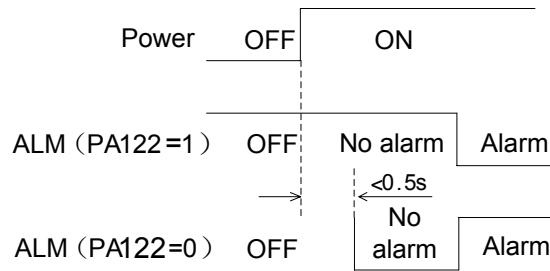 Power OFF ON
ALM（PA122=1） OFF No alarm Alarm
<0.5s
ALM（PA122=0） OFF No alarm Alarm